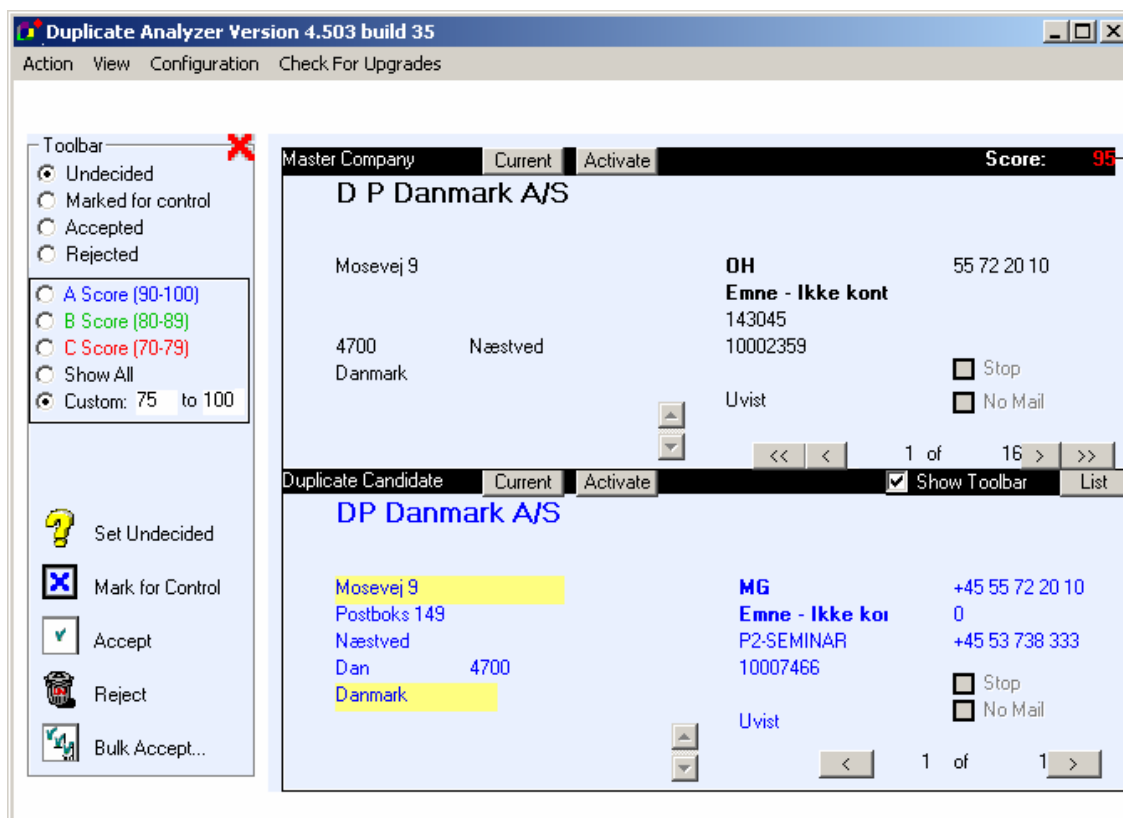 Duplicate Analyzer Version 4.503 build 35
Action View Configuration Check For Upgrades
Toolbar
Undecided
Marked for control
Accepted
Rejected
A Score (90-100)
B Score (80-89)
C Score (70-79)
Show All
Custom: 75 to 100
Set Undecided
Mark for Control
Accept
Reject
Bulk Accept...
Master Company Current Activate Score: 95
D P Danmark A/S
Mosevej 9 OH 55 72 20 10
Emne - Ikke kont
143045
4700 Næstved 10002359
Danmark Stop
Uvist No Mail
<< < 1 of 16 > >>
Duplicate Candidate Current Activate Show Toolbar List
DP Danmark A/S
Mosevej 9 MG +45 55 72 20 10
Postboks 149 Emne - Ikke kor 0
Næstved P2-SEMINAR +45 53 738 333
Dan 4700 10007466
Danmark Stop
Uvist No Mail
< 1 of 1 >